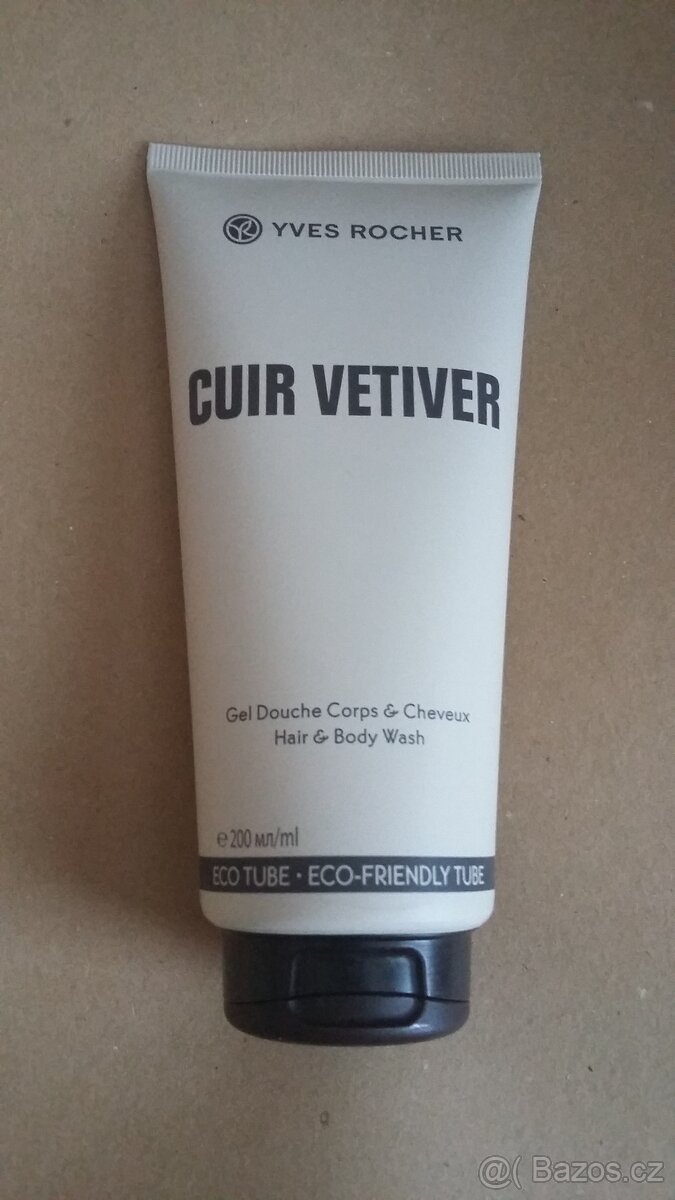 YVES ROCHER
CUIR VETIVER
Gel Douche Corps & Cheveux
Hair & Body Wash
℮ 200 мл/ml
ECO TUBE · ECO-FRIENDLY TUBE
@( Bazos.cz